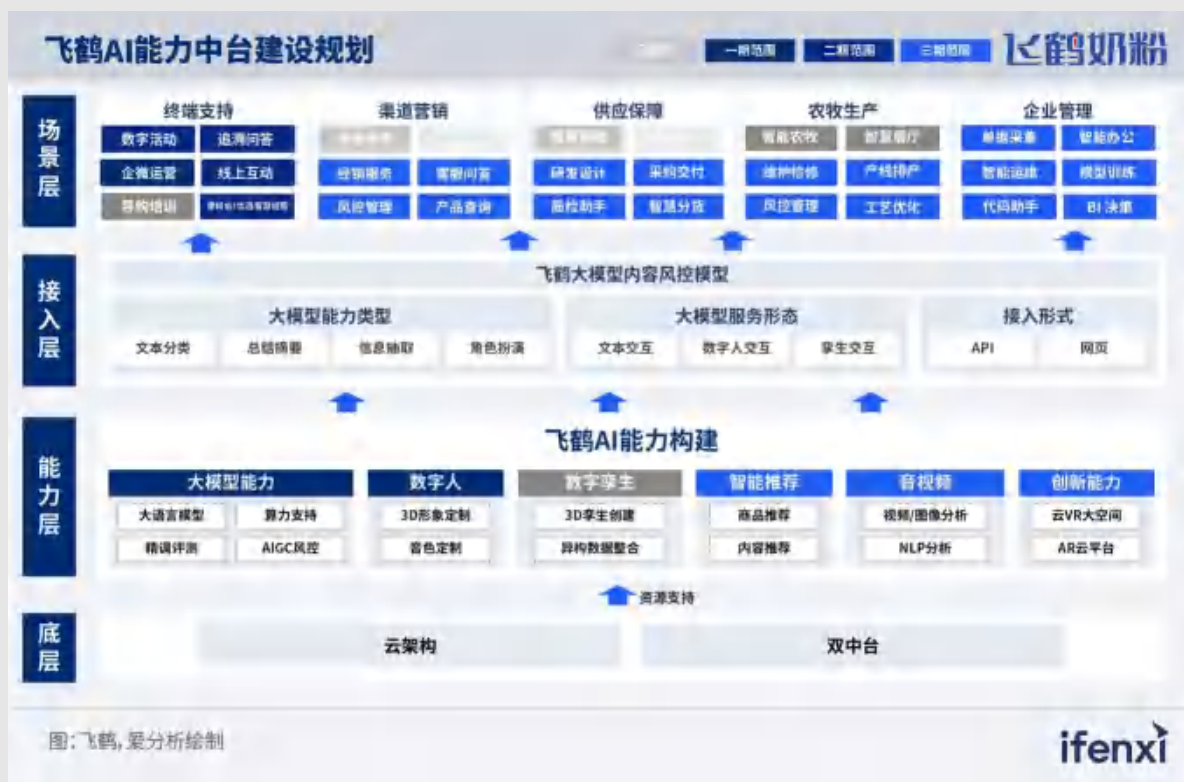 飞鹤AI能力中台建设规划
一期范围 二期范围 三期范围
飞鹤奶粉
场景层
终端支持 渠道营销 供应保障 农牧生产 企业管理
数字活动 追溯问答 智能农牧 智慧餐厅 单据采集 智能办公
企微运营 线上互动 经销服务 客服问答 研发设计 采购交付 维护检修 产线排产 智能运维 模型训练
导购培训 风控管理 产品查询 质检助手 智慧分拨 风控管理 工艺优化 代码助手 BI 决策
接入层
飞鹤大模型内容风控模型
大模型能力类型 大模型服务形态 接入形式
文本分类 总结摘要 信息抽取 角色扮演 文本交互 数字人交互 孪生交互 API 网页
能力层
飞鹤AI能力构建
大模型能力 数字人 数字孪生 智能推荐 音视频 创新能力
大语言模型 算力支持 3D形象定制 3D孪生创建 商品推荐 视频/图像分析 云VR大空间
精调评测 AIGC风控 音色定制 异构数据整合 内容推荐 NLP分析 AR云平台
资源支持
底层
云架构 双中台
图:飞鹤,爱分析绘制
ifenxi